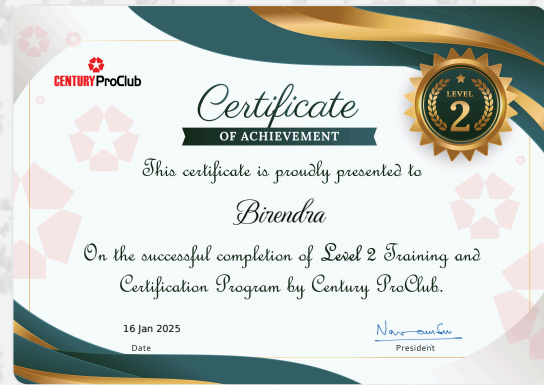 CENTURY ProClub
Certificate
OF ACHIEVEMENT
LEVEL
2
This certificate is proudly presented to
Birendra
On the successful completion of Level 2 Training and
Certification Program by Century ProClub.
16 Jan 2025
Date
President